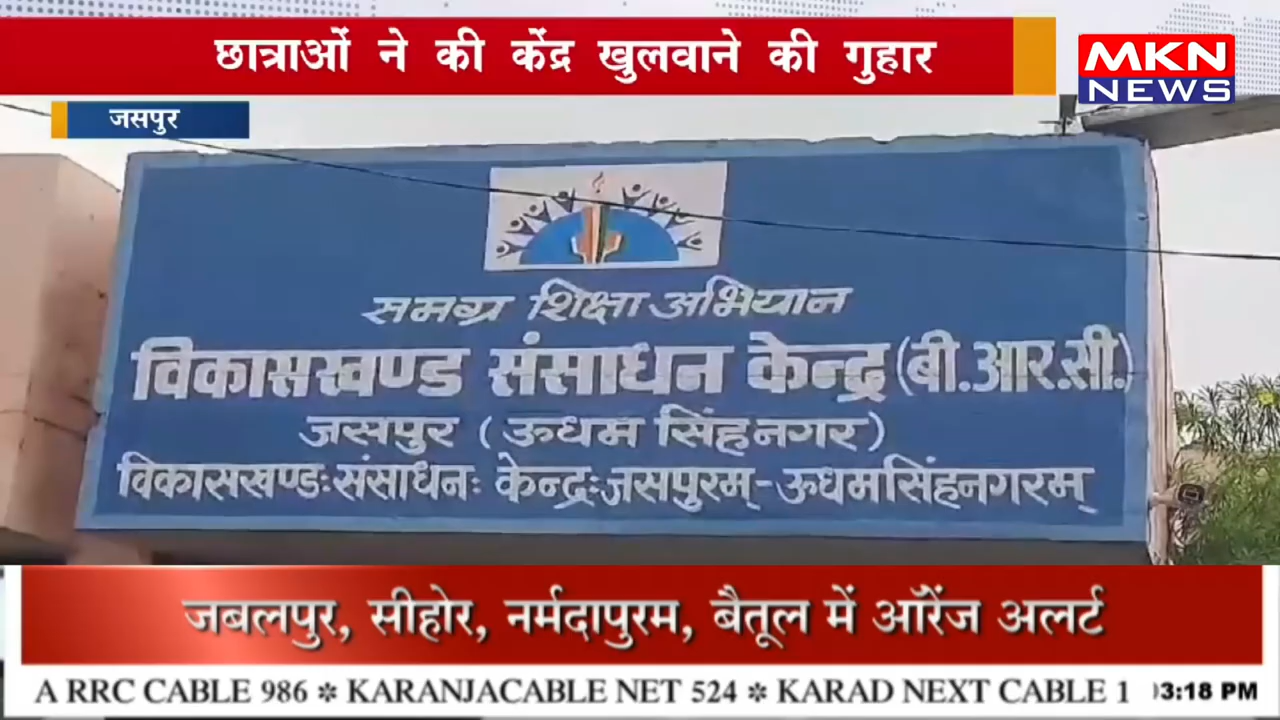 छात्राओं ने की केंद्र खुलवाने की गुहार
MKN
NEWS
जसपुर
समग्र शिक्षा अभियान
विकासखण्ड संसाधन केन्द्र (बी.आर.सी.)
जसपुर (ऊधम सिंह नगर)
विकासखण्डःसंसाधनः केन्द्रःजसपुरम्-ऊधमसिंहनगरम्
जबलपुर, सीहोर, नर्मदापुरम, बैतूल में ऑरेंज अलर्ट
A RRC CABLE 986 ❇ KARANJACABLE NET 524 ❇ KARAD NEXT CABLE 1 3:18 PM